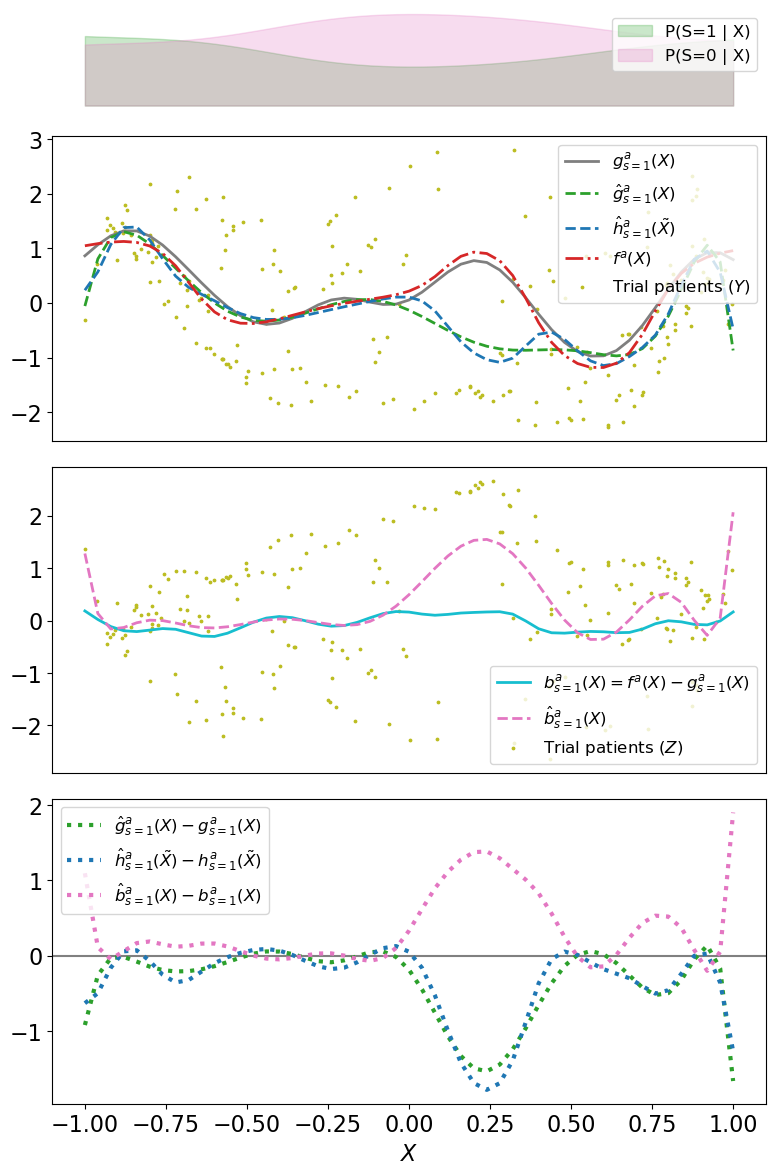 P(S=1 | X)
P(S=0 | X)
3
2
1
0
−1
−2
g^a_{s=1}(X)
ĝ^a_{s=1}(X)
ĥ^a_{s=1}(X̃)
f^a(X)
Trial patients (Y)
2
1
0
−1
−2
b^a_{s=1}(X) = f^a(X) − g^a_{s=1}(X)
b̂^a_{s=1}(X)
Trial patients (Z)
2
1
0
−1
ĝ^a_{s=1}(X) − g^a_{s=1}(X)
ĥ^a_{s=1}(X̃) − h^a_{s=1}(X̃)
b̂^a_{s=1}(X) − b^a_{s=1}(X)
−1.00 −0.75 −0.50 −0.25 0.00 0.25 0.50 0.75 1.00
X